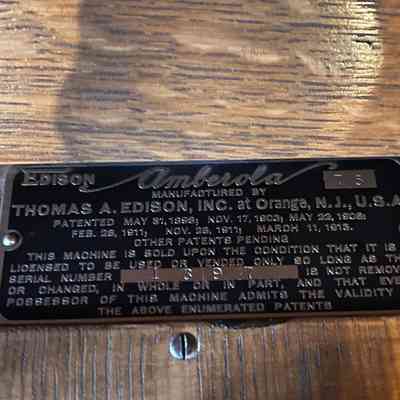 EDISON Amberola 75
MANUFACTURED BY
THOMAS A. EDISON, INC. at Orange, N.J., U.S.A.
PATENTED MAY 31, 1898; NOV. 17, 1903; MAY 22, 1906;
FEB. 28, 1911; NOV. 28, 1911; MARCH 11, 1913.
OTHER PATENTS PENDING
THIS MACHINE IS SOLD UPON THE CONDITION THAT IT IS
LICENSED TO BE USED OR VENDED ONLY SO LONG AS THE
SERIAL NUMBER IS NOT REMOVE
OR CHANGED, IN WHOLE OR IN PART, AND THAT EVE
POSSESSOR OF THIS MACHINE ADMITS THE VALIDITY
THE ABOVE ENUMERATED PATENTS